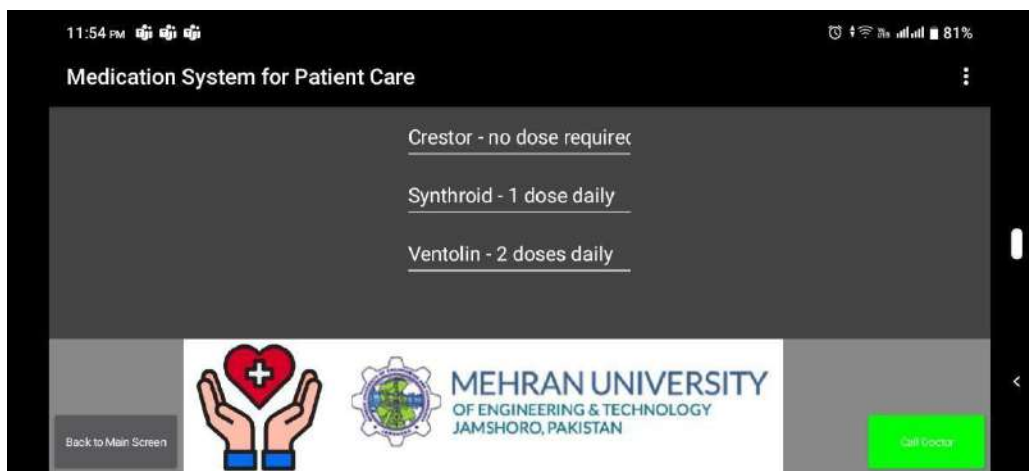 11:54 PM 81%
Medication System for Patient Care
Crestor - no dose required
Synthroid - 1 dose daily
Ventolin - 2 doses daily
MEHRAN UNIVERSITY
OF ENGINEERING & TECHNOLOGY
JAMSHORO, PAKISTAN
Back to Main Screen
Call Doctor